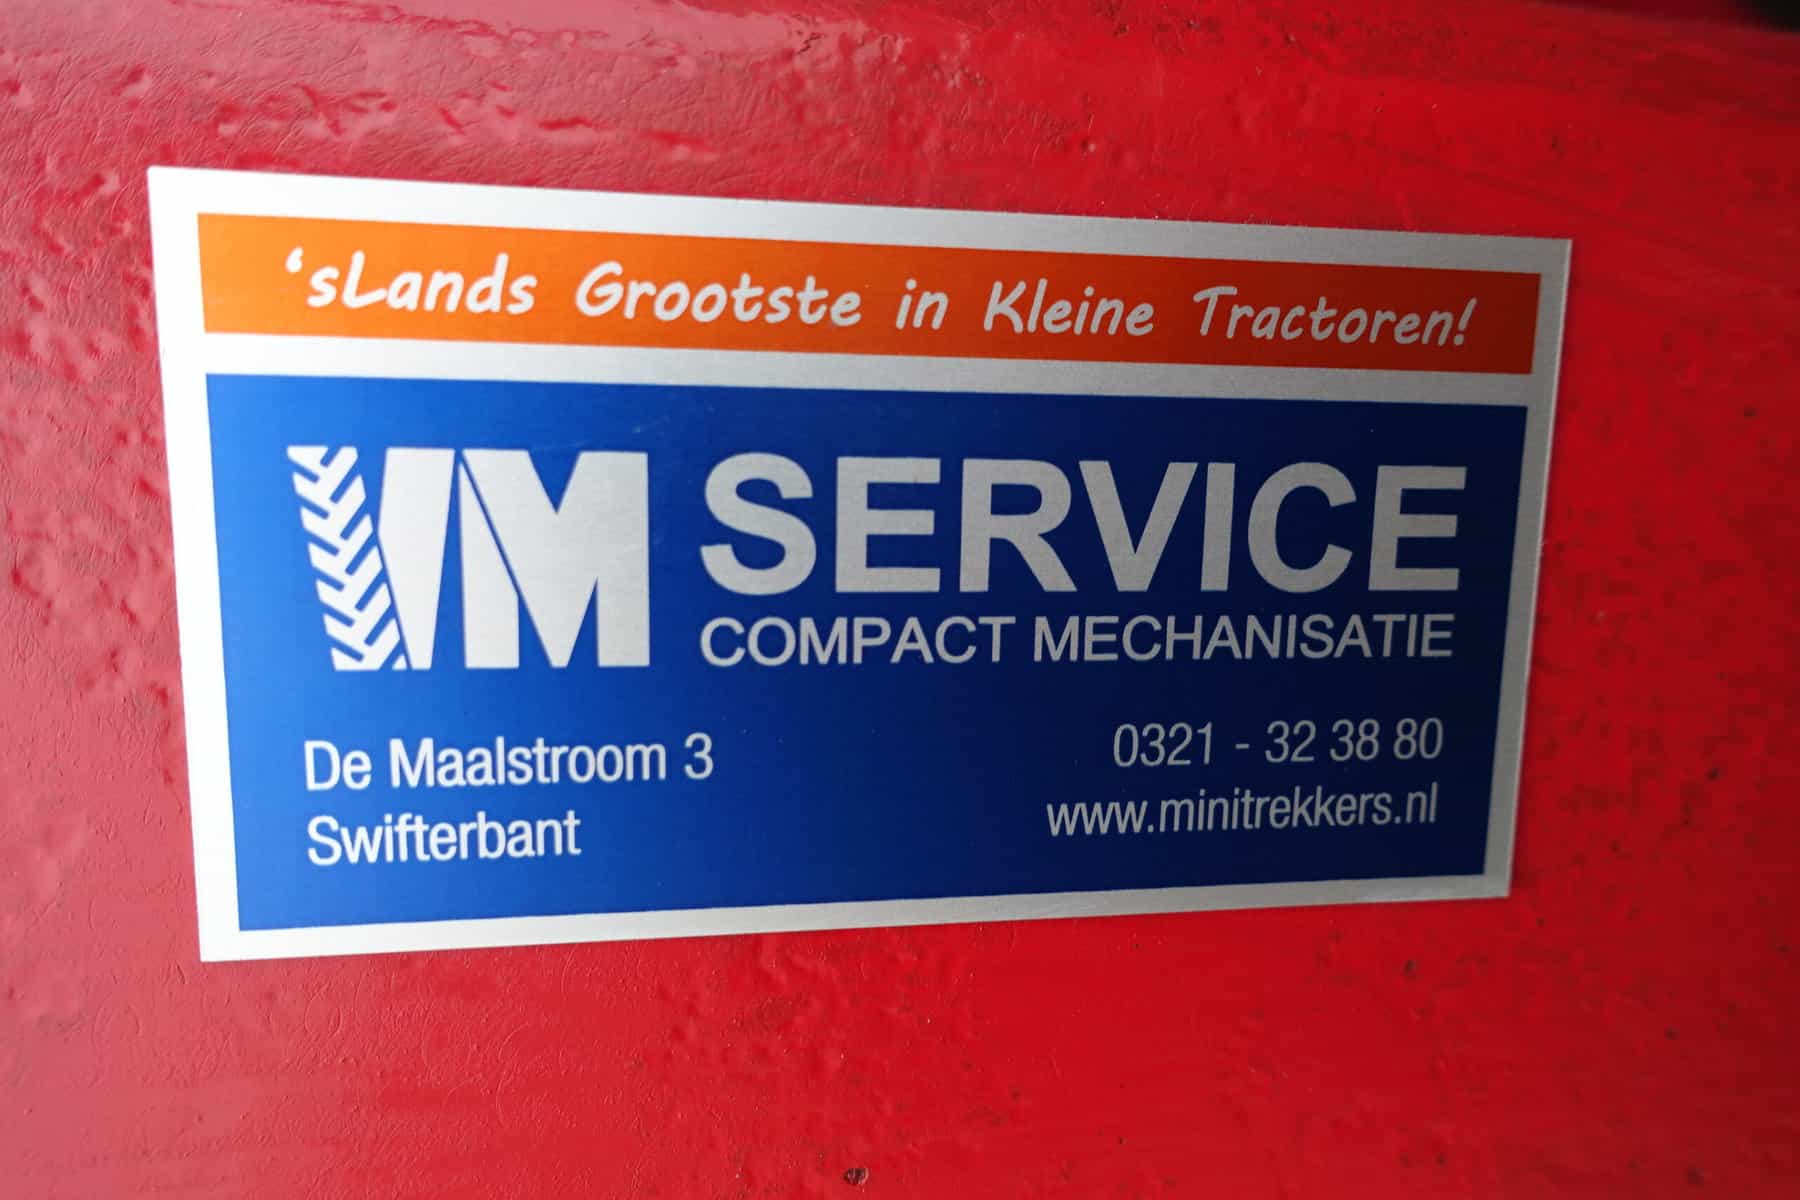 ‘sLands Grootste in Kleine Tractoren!
VM SERVICE
COMPACT MECHANISATIE
De Maalstroom 3
Swifterbant
0321 - 32 38 80
www.minitrekkers.nl